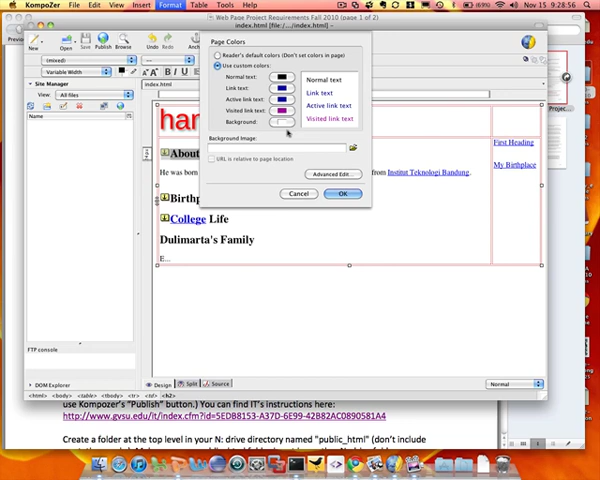 KompoZer File Edit View Insert Format Table Tools Help
(69%) Nov 15 9:28:56
Web Page Project Requirements Fall 2010 (page 1 of 2)
index.html [file:/.../index.html] –
New Open Save Publish Browse Undo Redo
(mixed)
Variable Width
Site Manager
View: All files
Name
FTP console
DOM Explorer
index.html
Page Colors
Reader's default colors (Don't set colors in page)
Use custom colors:
Normal text:
Link text:
Active link text:
Visited link text:
Background:
Normal text
Link text
Active link text
Visited link text
Background Image:
URL is relative to page location
Advanced Edit...
Cancel OK
har
About
He was born
from Institut Teknologi Bandung.
Birthp
College Life
Dulimarta's Family
E...
First Heading
My Birthplace
Design Split Source
Normal
<html> <body> <table> <tbody> <tr> <td> <h2>
use Kompozer's "Publish" button.) You can find IT's instructions here:
http://www.gvsu.edu/it/index.cfm?id=5EDB8153-A37D-6E99-42B82AC0890581A4
Create a folder at the top level in your N: drive directory named "public_html" (don't include